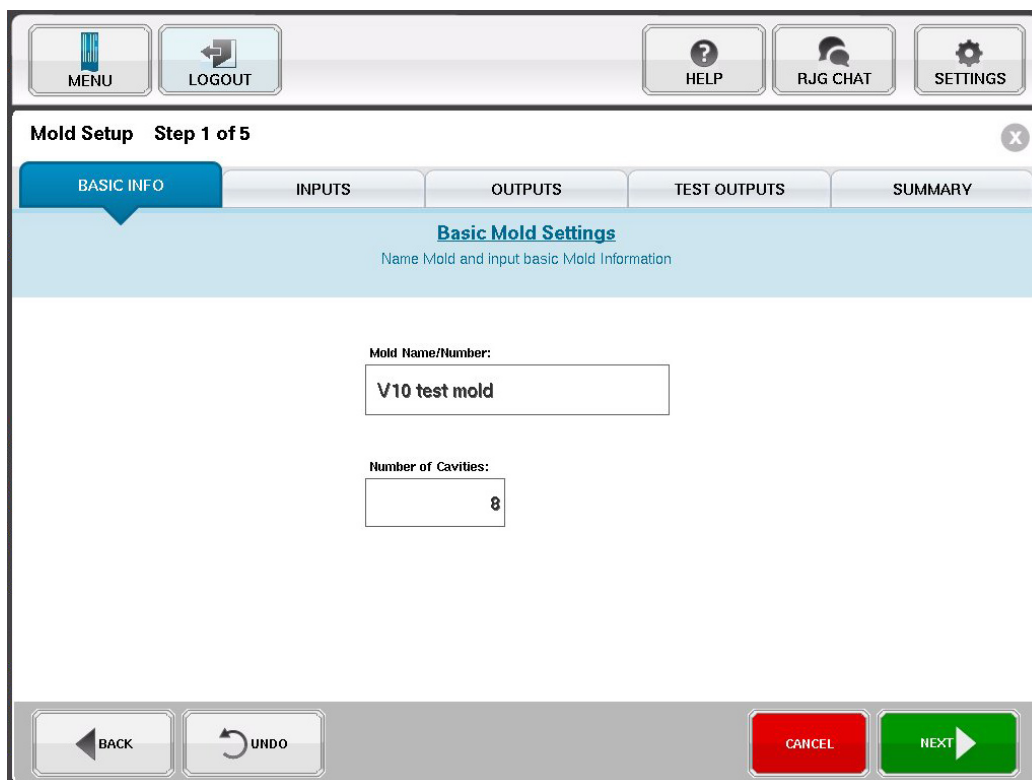 MENU
LOGOUT
HELP
RJG CHAT
SETTINGS
Mold Setup Step 1 of 5
X
BASIC INFO
INPUTS
OUTPUTS
TEST OUTPUTS
SUMMARY
Basic Mold Settings
Name Mold and input basic Mold Information
Mold Name/Number:
V10 test mold
Number of Cavities:
8
BACK
UNDO
CANCEL
NEXT